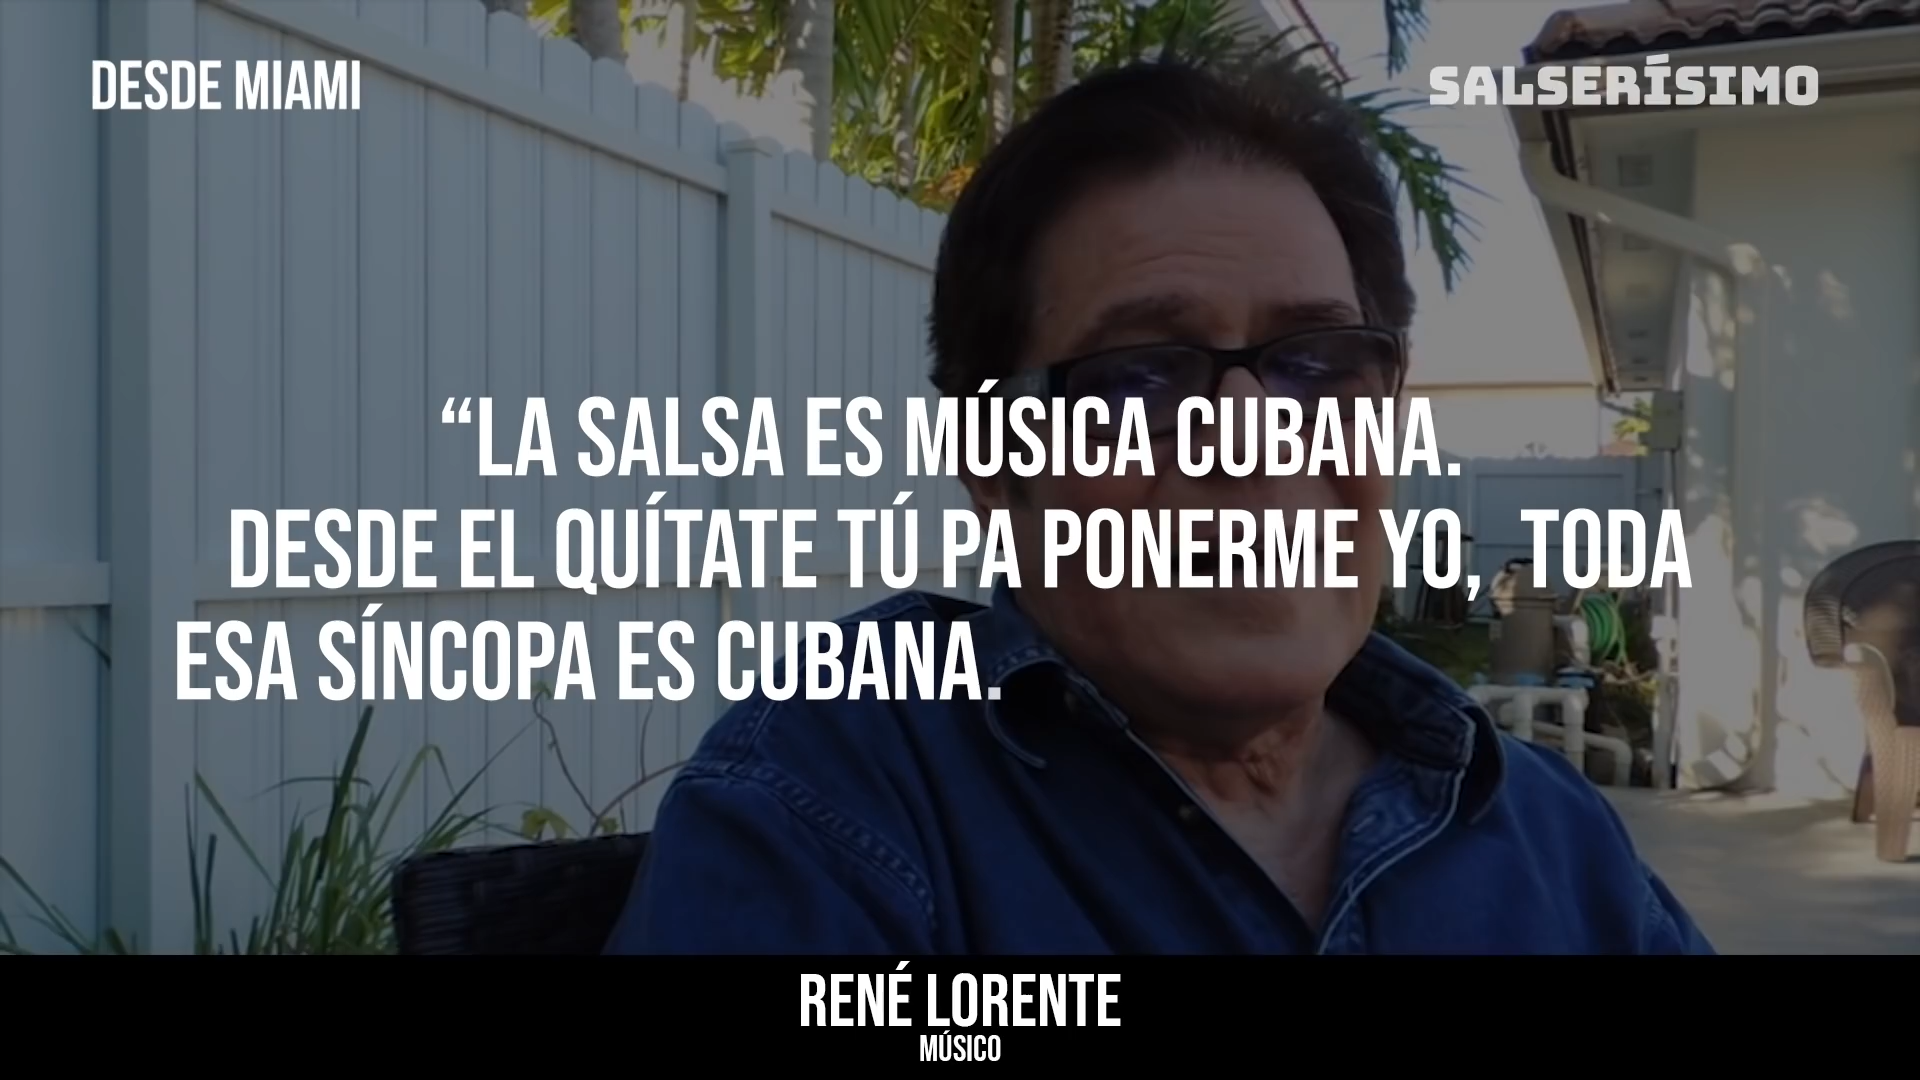 DESDE MIAMI
SALSERÍSIMO
“LA SALSA ES MÚSICA CUBANA.
DESDE EL QUÍTATE TÚ PA PONERME YO, TODA
ESA SÍNCOPA ES CUBANA.
RENÉ LORENTE
MÚSICO